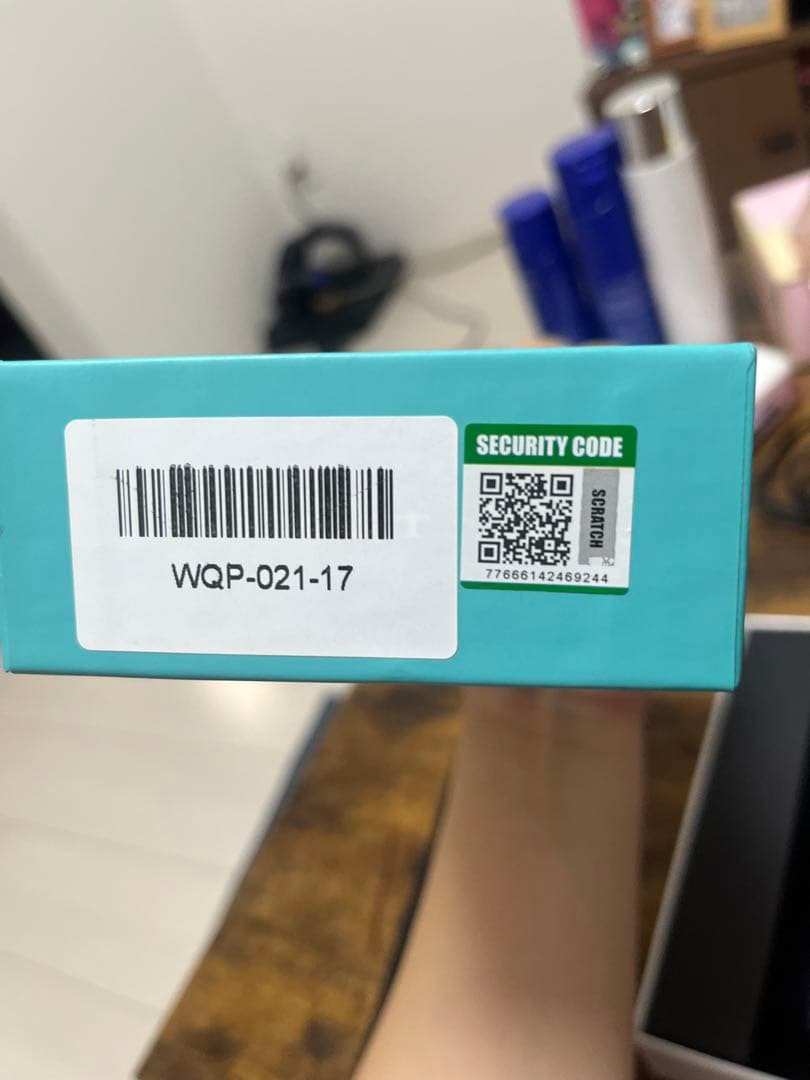 WQP-021-17
SECURITY CODE
SCRATCH
77666142469244